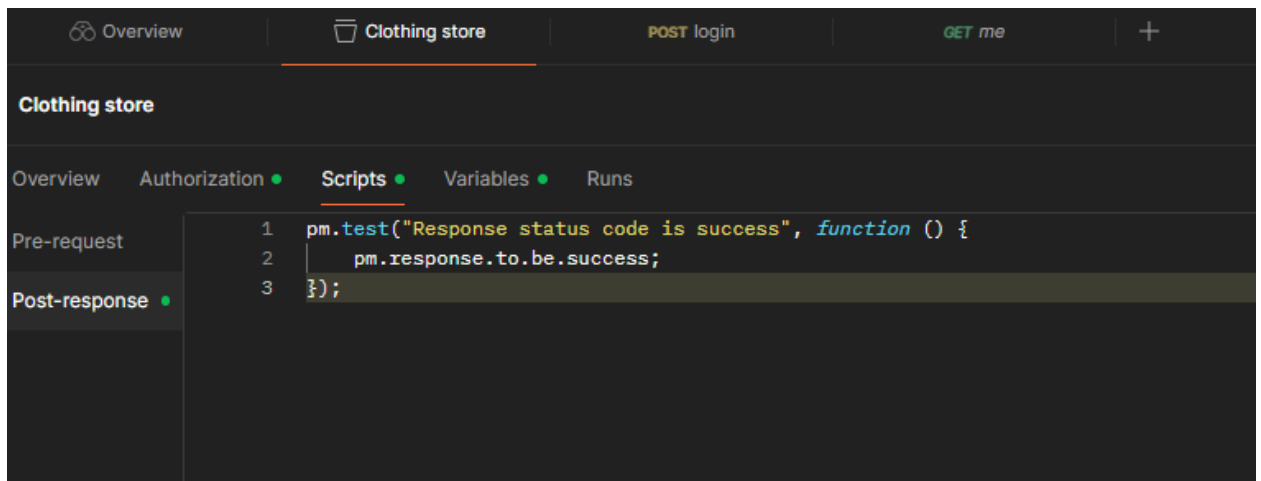 Overview Clothing store POST login GET me
Clothing store
Overview Authorization Scripts Variables Runs
Pre-request
Post-response
1 pm.test("Response status code is success", function () {
2 pm.response.to.be.success;
3 });